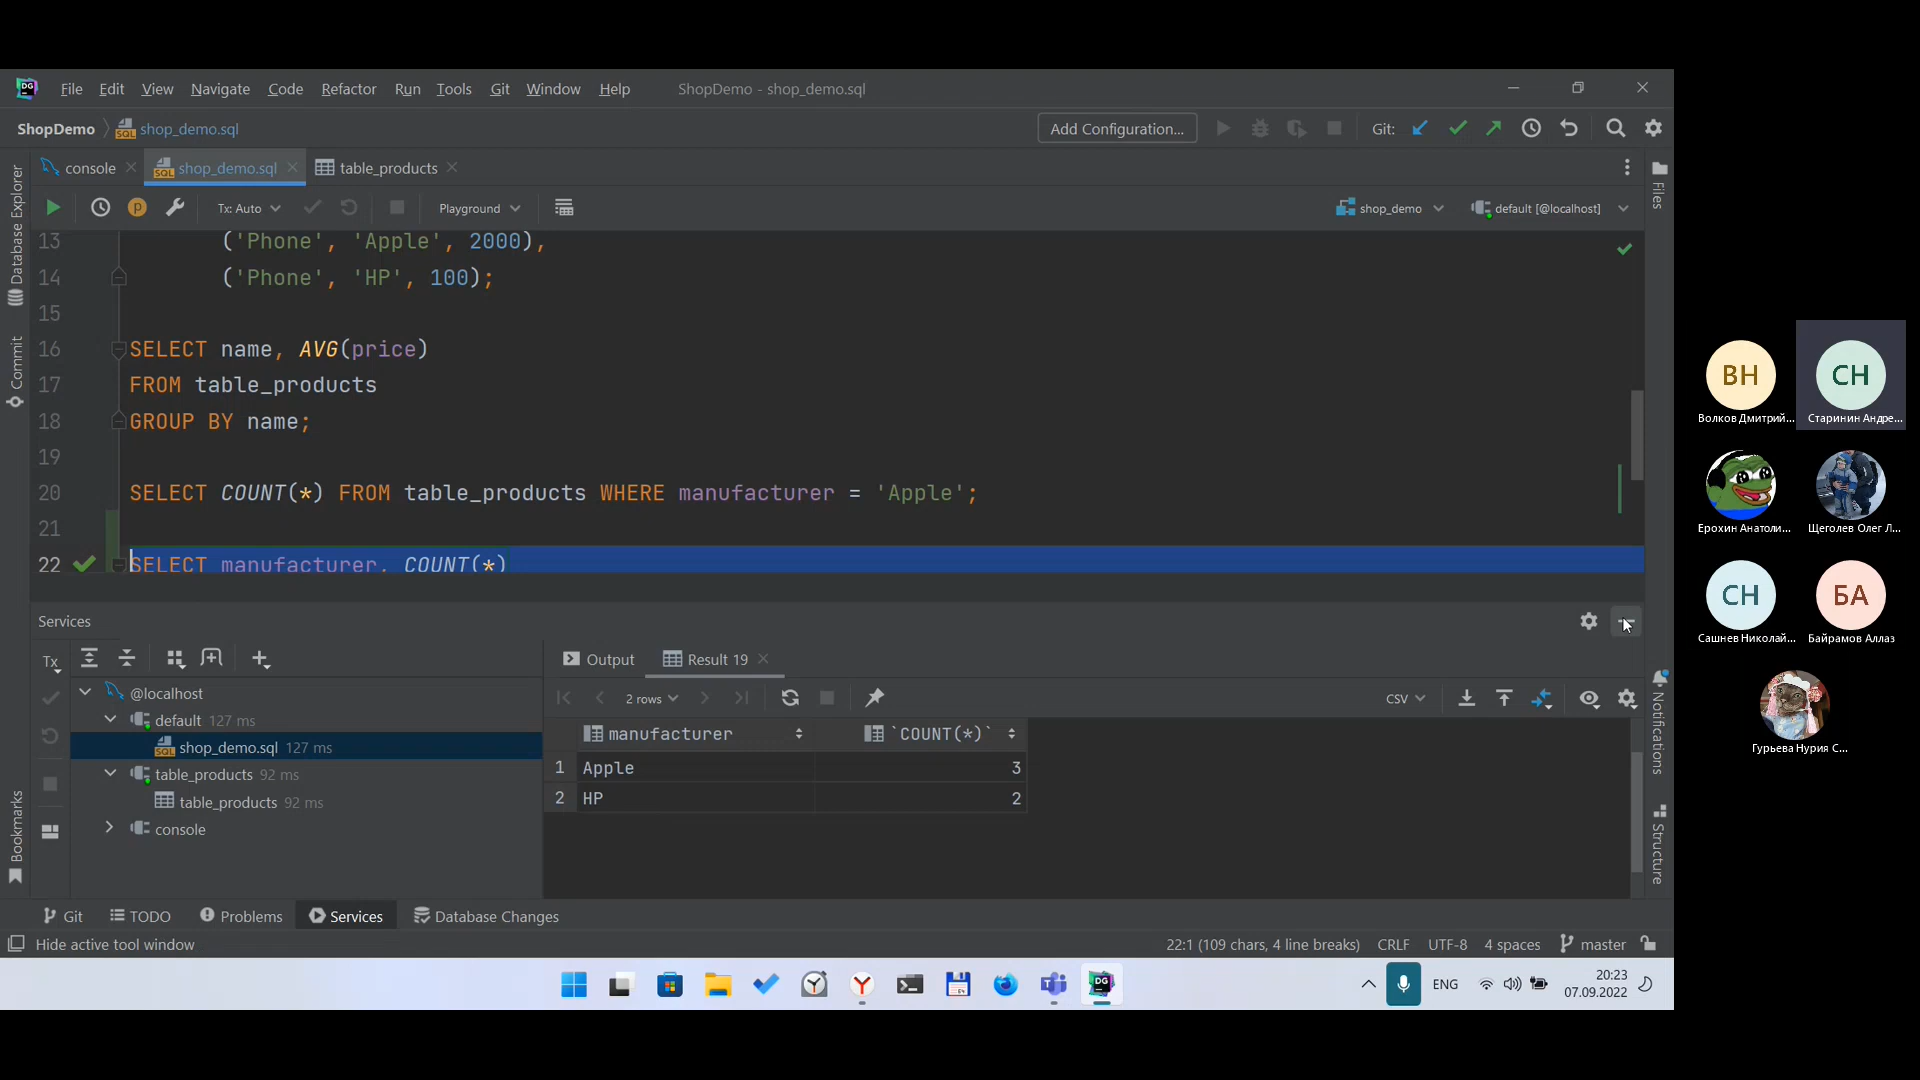 DG File Edit View Navigate Code Refactor Run Tools Git Window Help ShopDemo - shop_demo.sql
ShopDemo shop_demo.sql Add Configuration... Git:
console shop_demo.sql table_products
Tx: Auto Playground shop_demo default [@localhost]
Database Explorer
Commit
Bookmarks
Files
Notifications
Structure
13 ('Phone', 'Apple', 2000),
14 ('Phone', 'HP', 100);
15
16 SELECT name, AVG(price)
17 FROM table_products
18 GROUP BY name;
19
20 SELECT COUNT(*) FROM table_products WHERE manufacturer = 'Apple';
21
22 SELECT manufacturer, COUNT(*)
Services
Tx
Output Result 19
@localhost
default 127 ms
shop_demo.sql 127 ms
table_products 92 ms
table_products 92 ms
console
2 rows CSV
manufacturer `COUNT(*)`
1 Apple 3
2 HP 2
Git TODO Problems Services Database Changes
Hide active tool window 22:1 (109 chars, 4 line breaks) CRLF UTF-8 4 spaces master
ENG 20:23
07.09.2022
ВН СН
Волков Дмитрий... Старинин Андре...
Ерохин Анатоли... Щеголев Олег Л...
СН БА
Сашнев Николай... Байрамов Аллаз
Гурьева Нурия С...